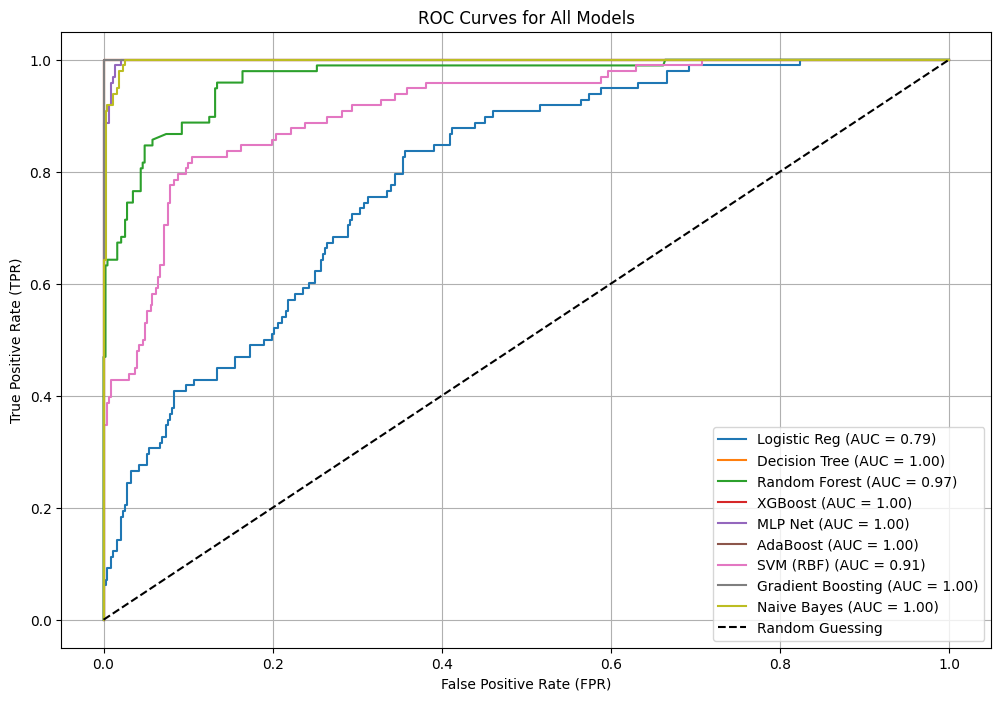 ROC Curves for All Models
True Positive Rate (TPR)
1.0
0.8
0.6
0.4
0.2
0.0
Logistic Reg (AUC = 0.79)
Decision Tree (AUC = 1.00)
Random Forest (AUC = 0.97)
XGBoost (AUC = 1.00)
MLP Net (AUC = 1.00)
AdaBoost (AUC = 1.00)
SVM (RBF) (AUC = 0.91)
Gradient Boosting (AUC = 1.00)
Naive Bayes (AUC = 1.00)
Random Guessing
0.0 0.2 0.4 0.6 0.8 1.0
False Positive Rate (FPR)